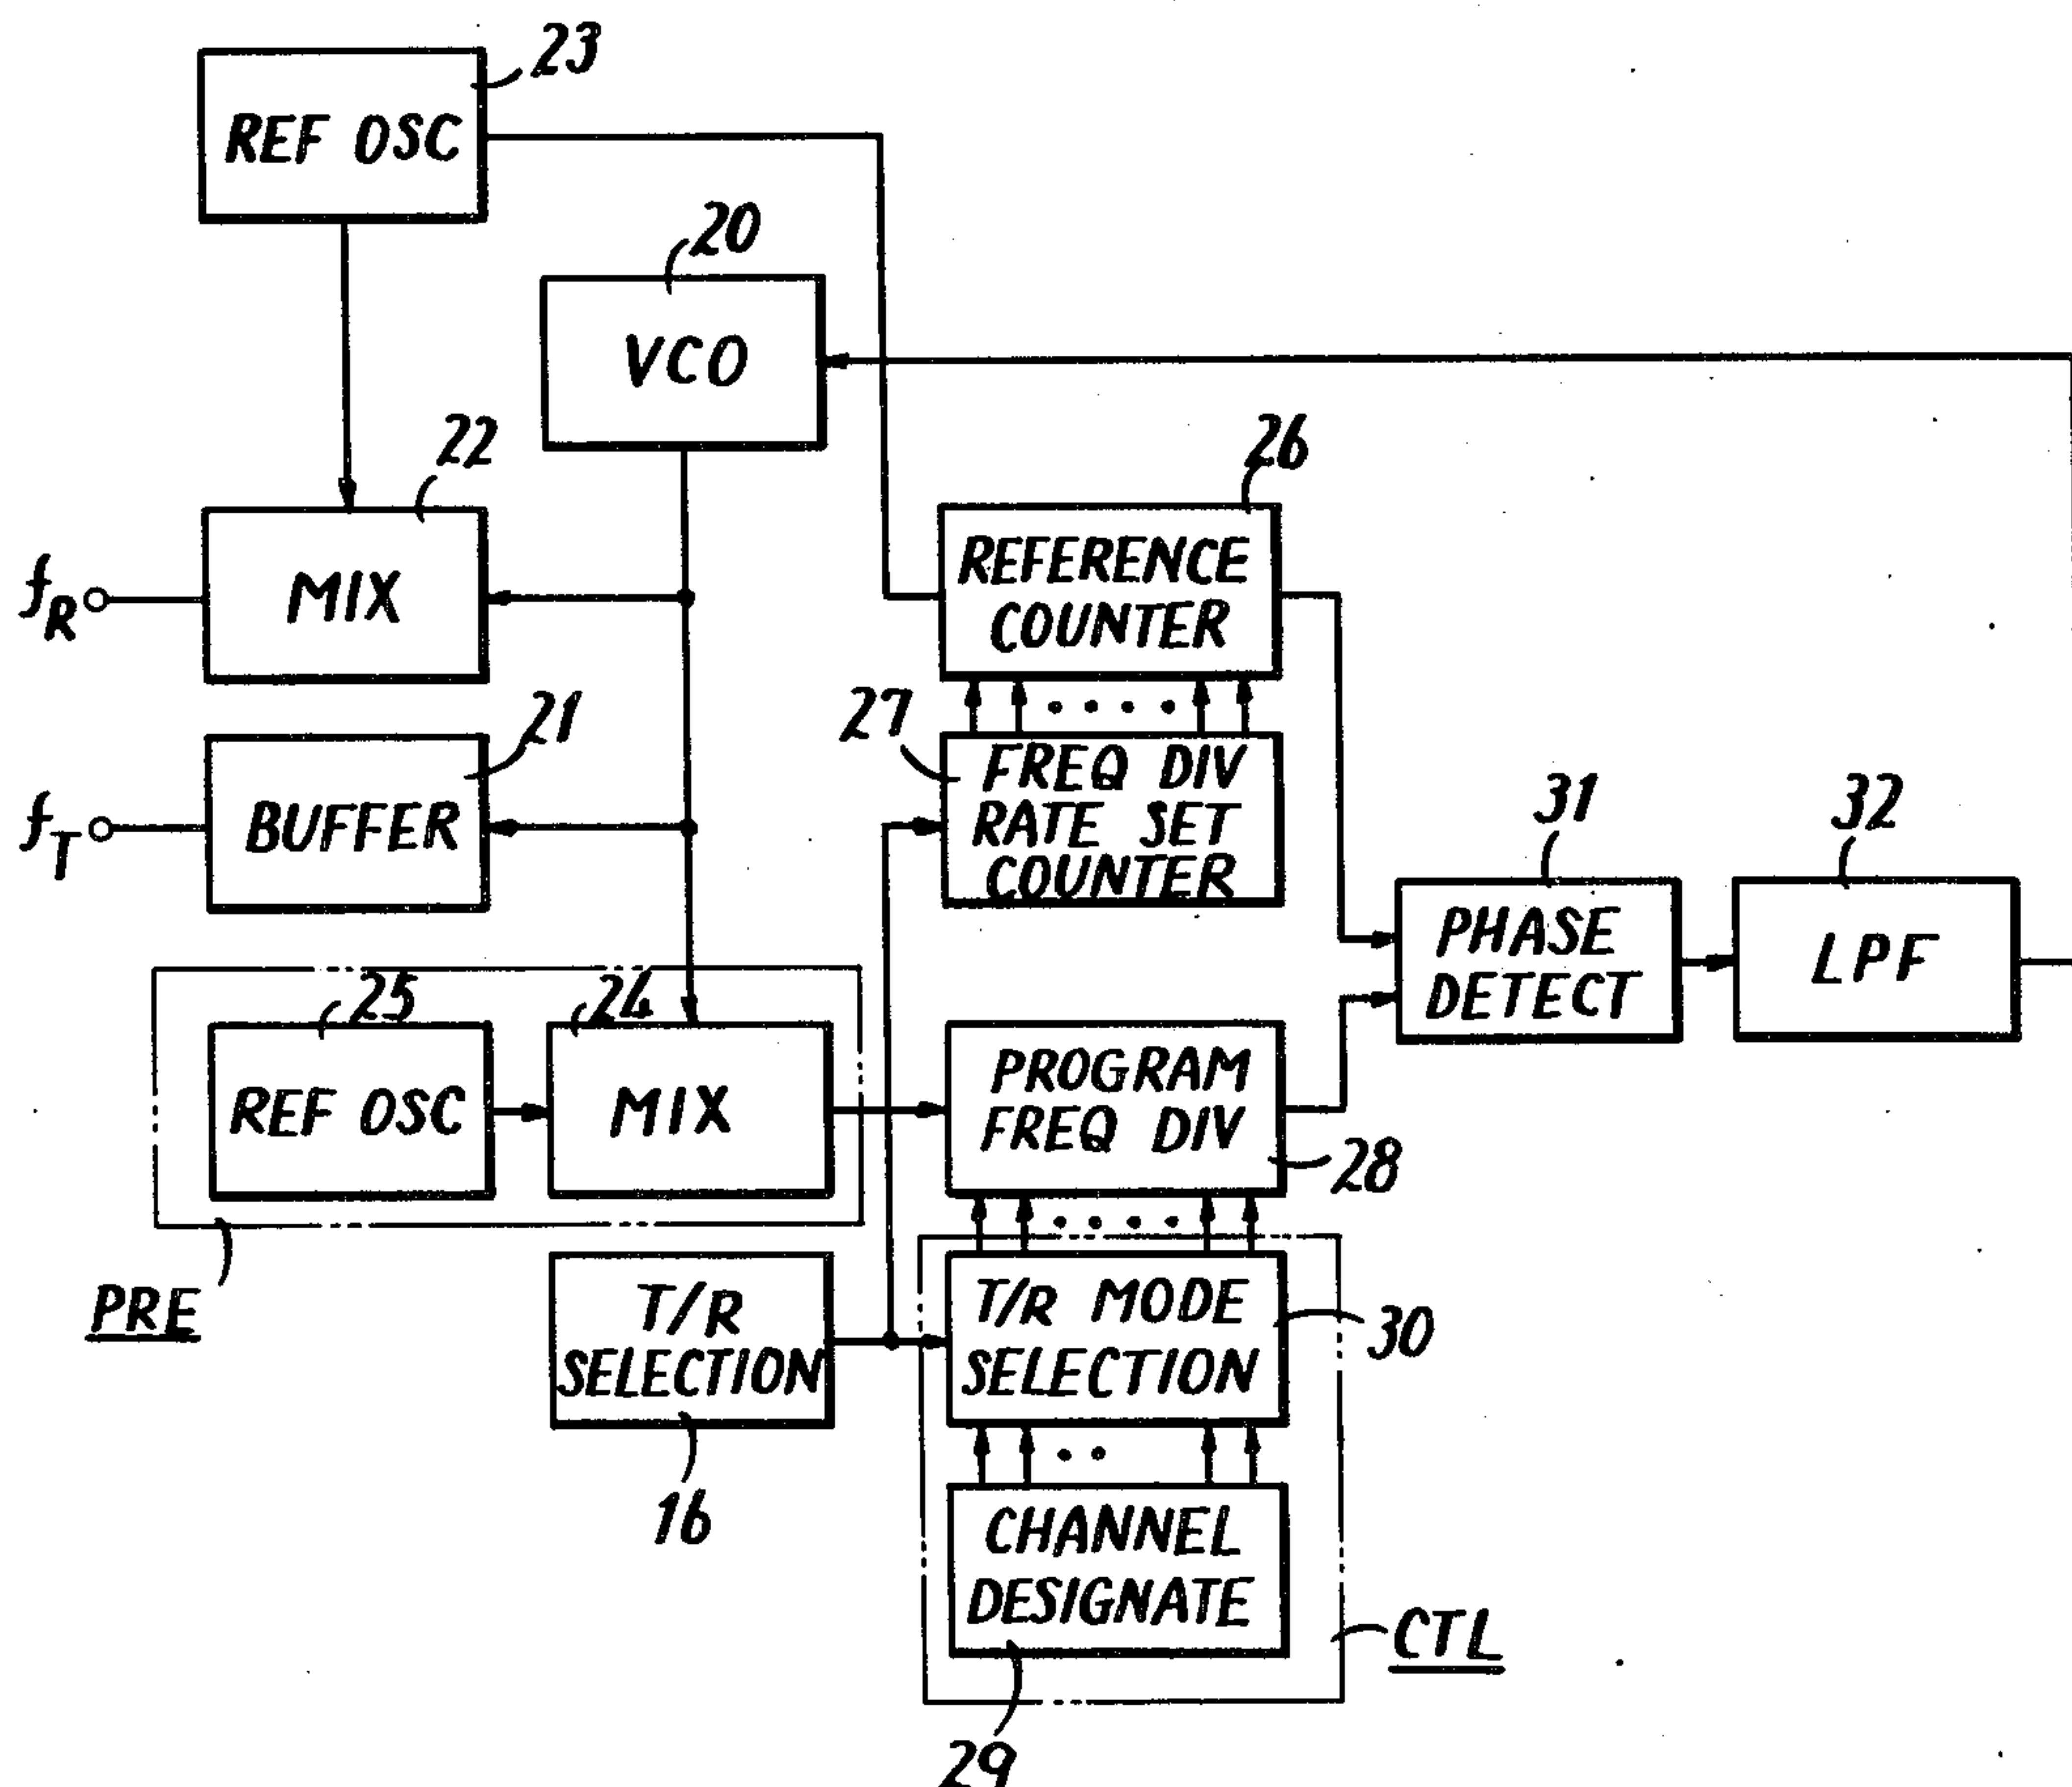 23
REF OSC
20
VCO
22
26
MIX
fR
REFERENCE
COUNTER
21
27
BUFFER
fT
FREQ DIV
RATE SET
COUNTER
31
32
PHASE
DETECT
LPF
25
24
REF OSC
MIX
PROGRAM
FREQ DIV
28
PRE
T/R
SELECTION
16
T/R MODE
SELECTION
30
CHANNEL
DESIGNATE
CTL
29